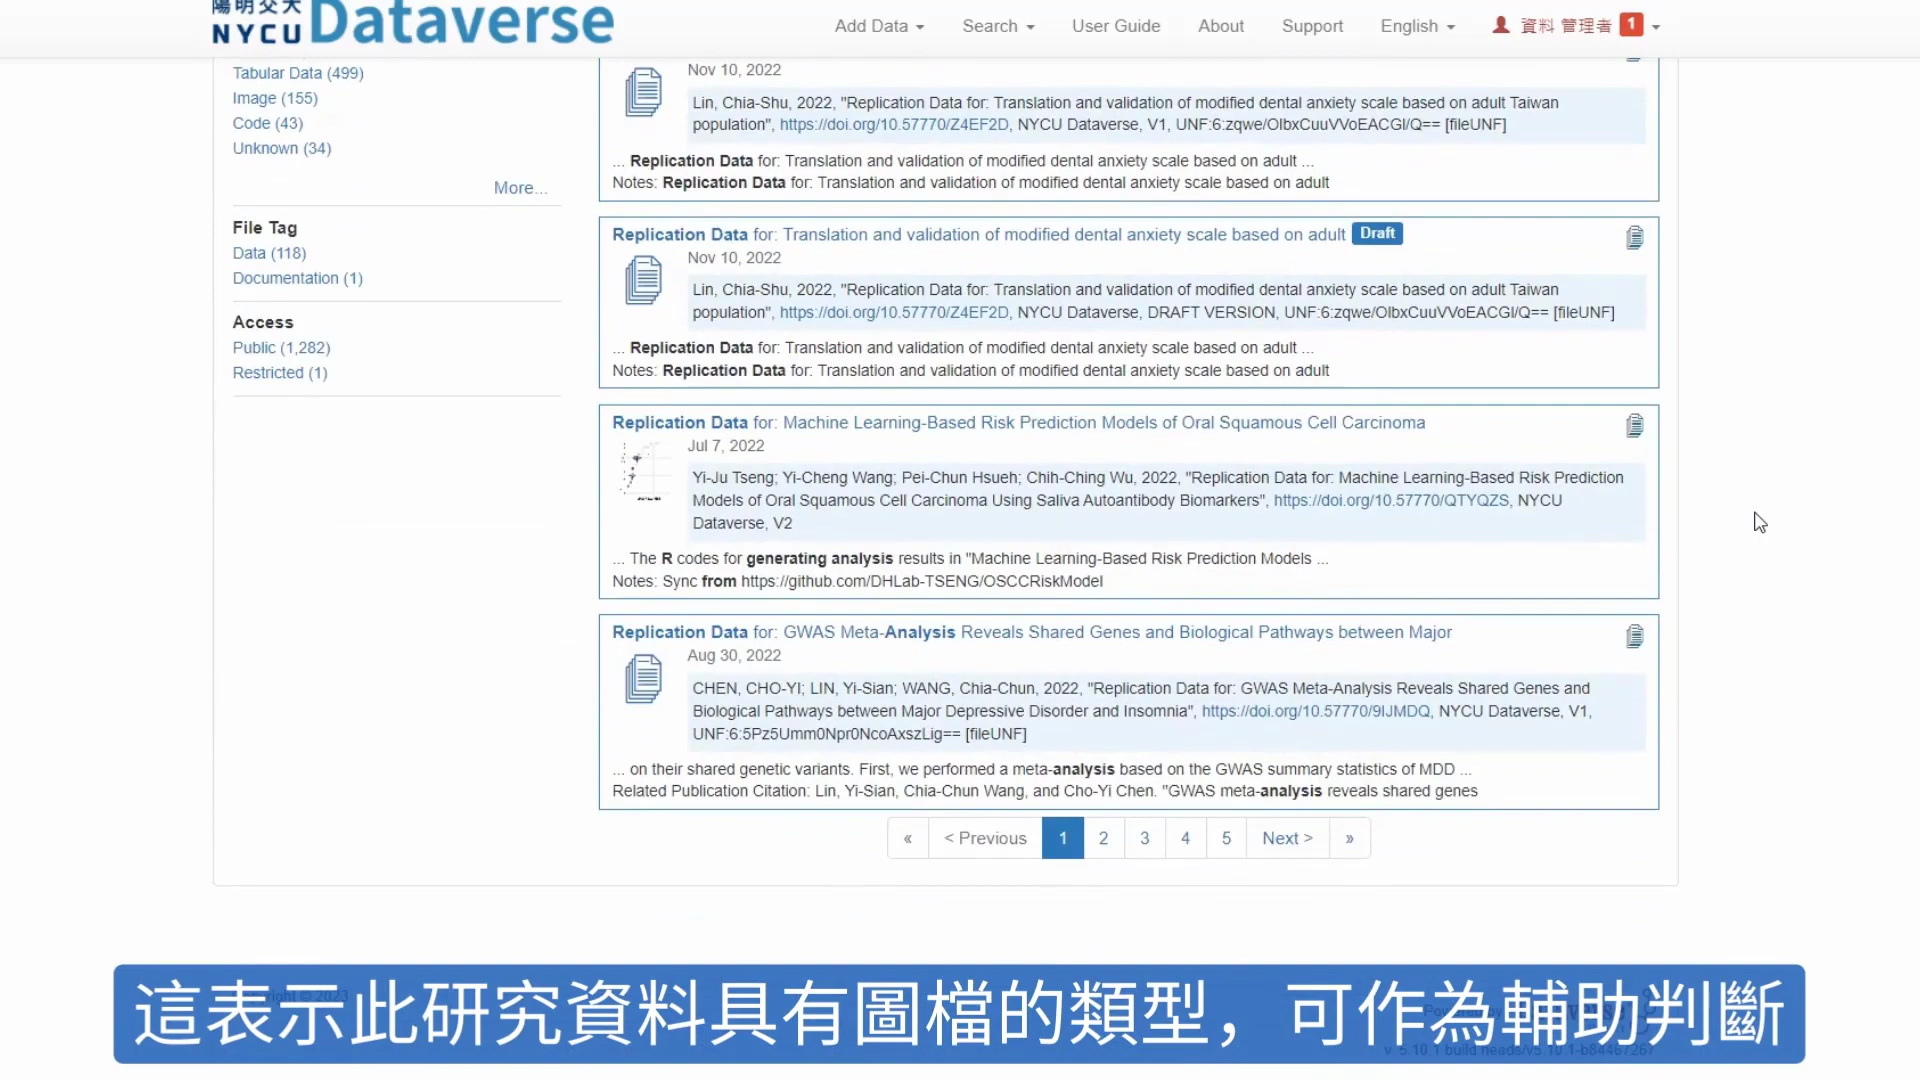 陽明交大
NYCU Dataverse
Add Data
Search
User Guide
About
Support
English
資料 管理者 1
Tabular Data (499)
Image (155)
Code (43)
Unknown (34)
More...
File Tag
Data (118)
Documentation (1)
Access
Public (1,282)
Restricted (1)
Nov 10, 2022
Lin, Chia-Shu, 2022, "Replication Data for: Translation and validation of modified dental anxiety scale based on adult Taiwan
population", https://doi.org/10.57770/Z4EF2D, NYCU Dataverse, V1, UNF:6:zqwe/OlbxCuuVVoEACGI/Q== [fileUNF]
... Replication Data for: Translation and validation of modified dental anxiety scale based on adult ...
Notes: Replication Data for: Translation and validation of modified dental anxiety scale based on adult
Replication Data for: Translation and validation of modified dental anxiety scale based on adult Draft
Nov 10, 2022
Lin, Chia-Shu, 2022, "Replication Data for: Translation and validation of modified dental anxiety scale based on adult Taiwan
population", https://doi.org/10.57770/Z4EF2D, NYCU Dataverse, DRAFT VERSION, UNF:6:zqwe/OlbxCuuVVoEACGI/Q== [fileUNF]
... Replication Data for: Translation and validation of modified dental anxiety scale based on adult ...
Notes: Replication Data for: Translation and validation of modified dental anxiety scale based on adult
Replication Data for: Machine Learning-Based Risk Prediction Models of Oral Squamous Cell Carcinoma
Jul 7, 2022
Yi-Ju Tseng; Yi-Cheng Wang; Pei-Chun Hsueh; Chih-Ching Wu, 2022, "Replication Data for: Machine Learning-Based Risk Prediction
Models of Oral Squamous Cell Carcinoma Using Saliva Autoantibody Biomarkers", https://doi.org/10.57770/QTYQZS, NYCU
Dataverse, V2
... The R codes for generating analysis results in "Machine Learning-Based Risk Prediction Models ...
Notes: Sync from https://github.com/DHLab-TSENG/OSCCRiskModel
Replication Data for: GWAS Meta-Analysis Reveals Shared Genes and Biological Pathways between Major
Aug 30, 2022
CHEN, CHO-YI; LIN, Yi-Sian; WANG, Chia-Chun, 2022, "Replication Data for: GWAS Meta-Analysis Reveals Shared Genes and
Biological Pathways between Major Depressive Disorder and Insomnia", https://doi.org/10.57770/9IJMDQ, NYCU Dataverse, V1,
UNF:6:5Pz5Umm0Npr0NcoAxszLig== [fileUNF]
... on their shared genetic variants. First, we performed a meta-analysis based on the GWAS summary statistics of MDD ...
Related Publication Citation: Lin, Yi-Sian, Chia-Chun Wang, and Cho-Yi Chen. "GWAS meta-analysis reveals shared genes
« < Previous 1 2 3 4 5 Next > »
這表示此研究資料具有圖檔的類型，可作為輔助判斷